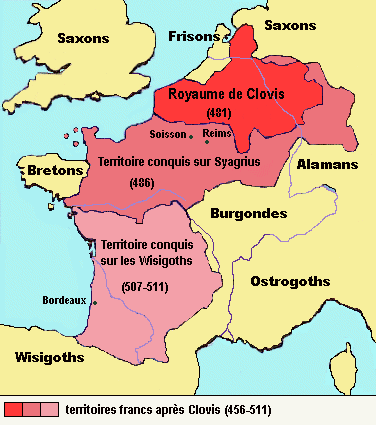 Saxons
Frisons
Saxons
Royaume de Clovis
(481)
Soisson
Reims
Territoire conquis sur Syagrius
(486)
Alamans
Bretons
Burgondes
Territoire conquis
sur les Wisigoths
(507-511)
Ostrogoths
Bordeaux
Wisigoths
territoires francs après Clovis (456-511)